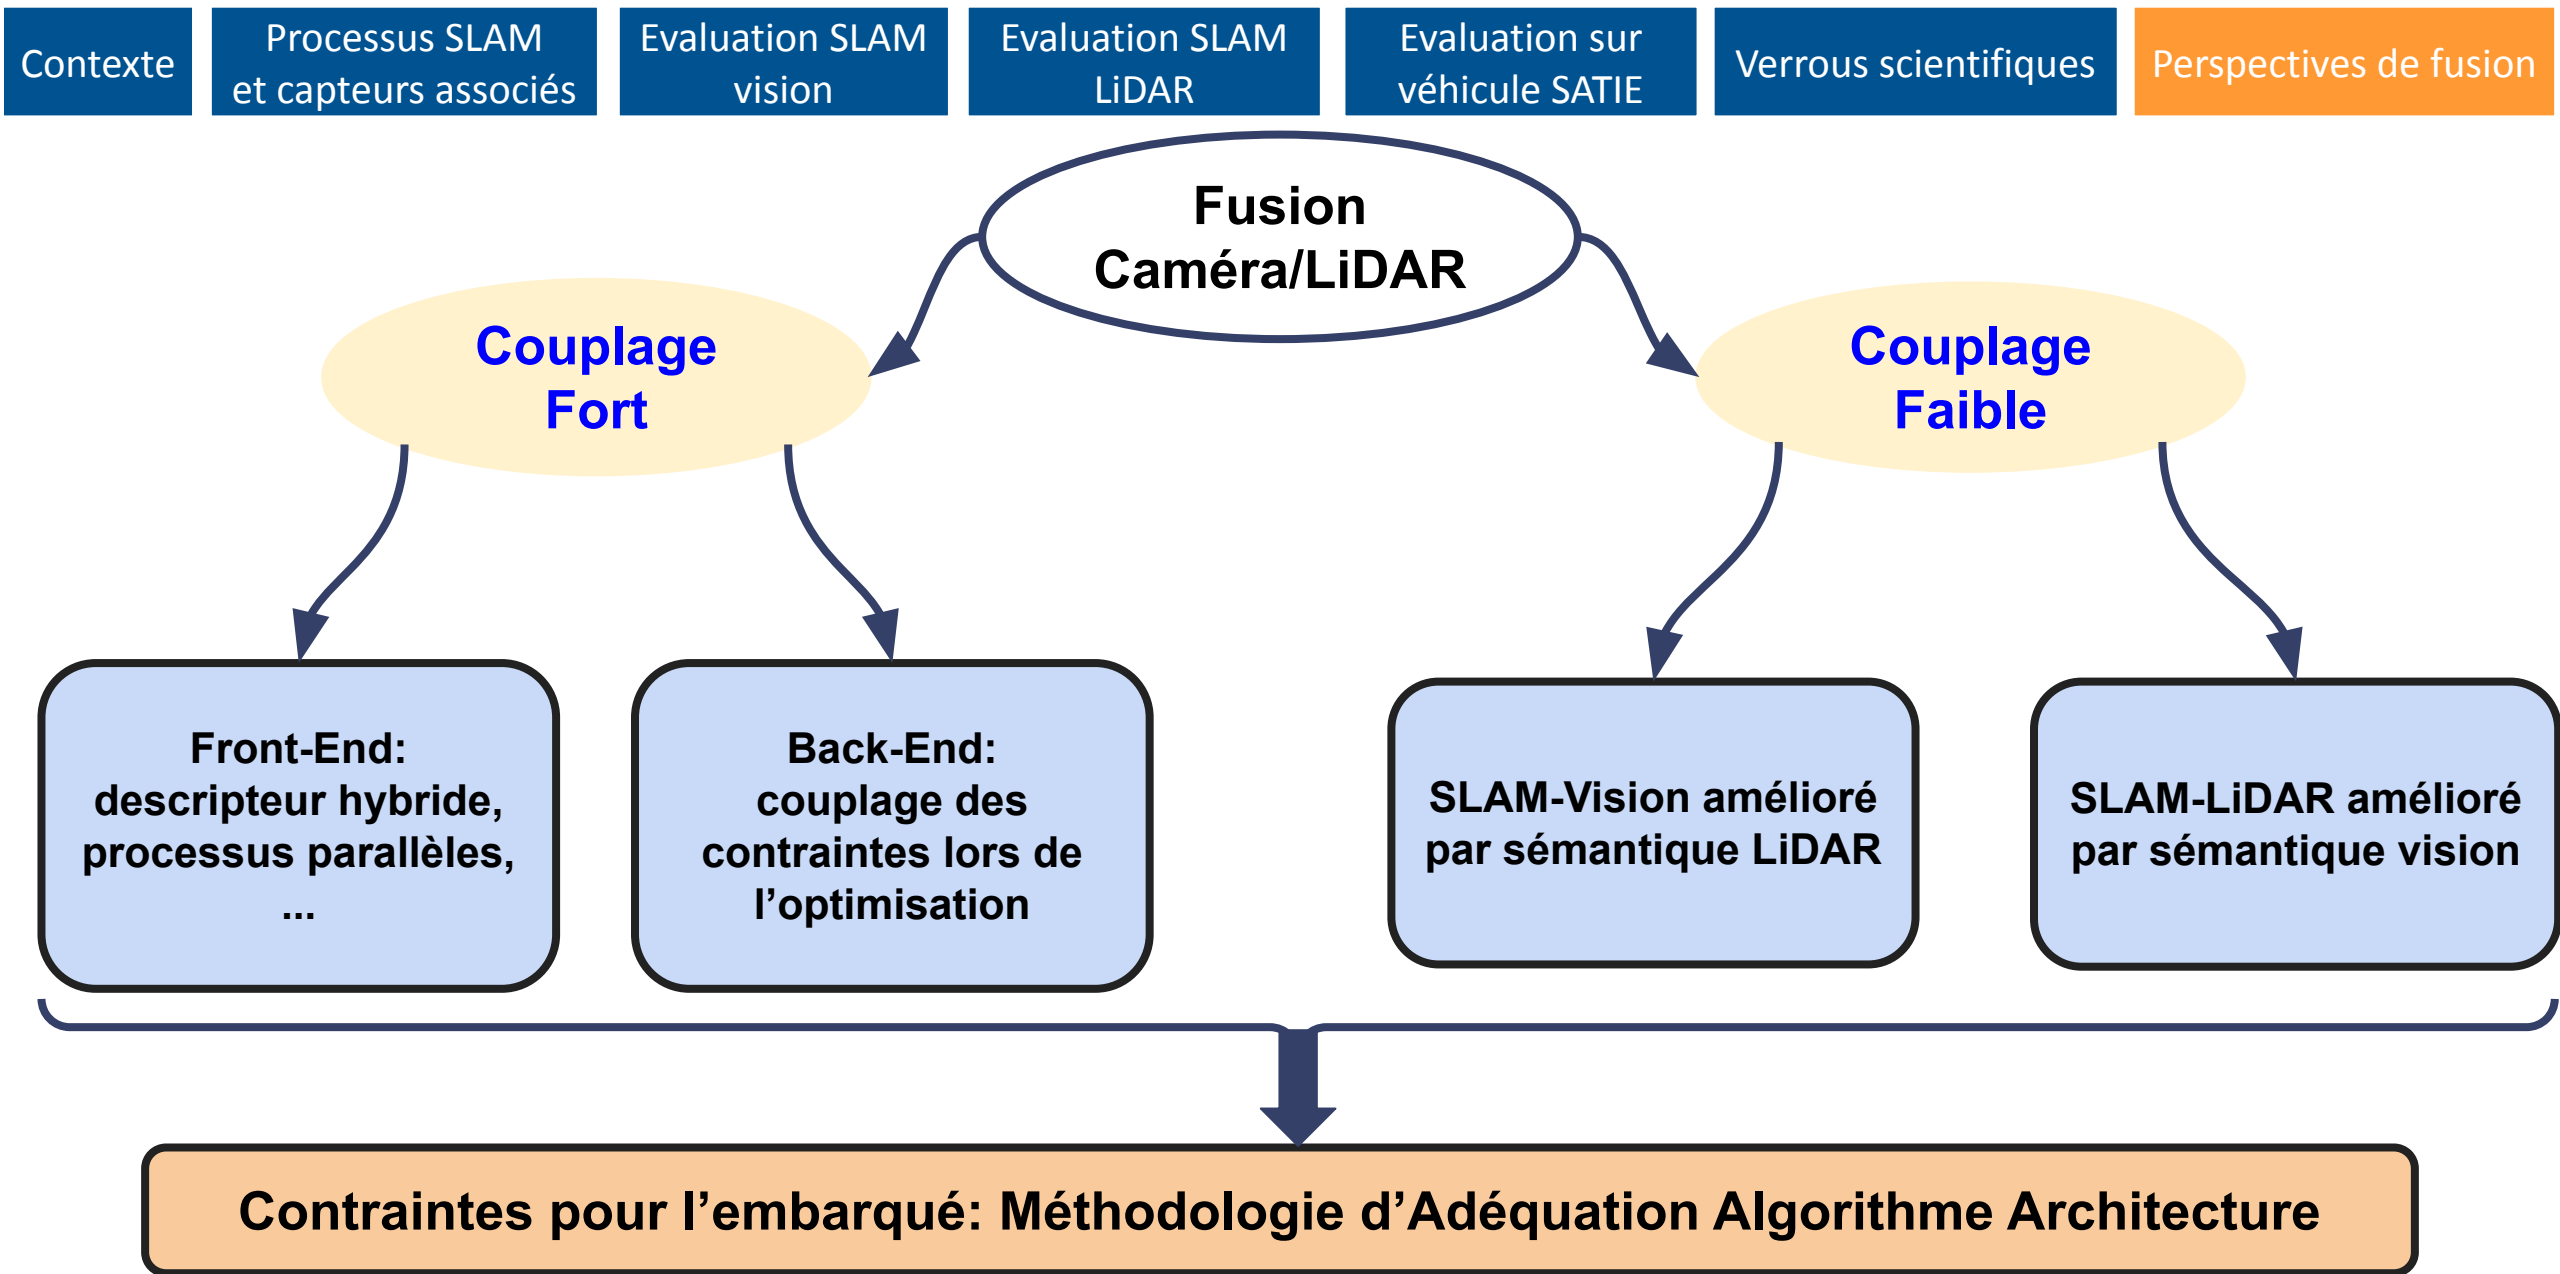 Contexte
Processus SLAM
et capteurs associés
Evaluation SLAM
vision
Evaluation SLAM
LiDAR
Evaluation sur
véhicule SATIE
Verrous scientifiques
Perspectives de fusion
Fusion
Caméra/LiDAR
Couplage
Fort
Couplage
Faible
Front-End:
descripteur hybride,
processus parallèles,
...
Back-End:
couplage des
contraintes lors de
l’optimisation
SLAM-Vision amélioré
par sémantique LiDAR
SLAM-LiDAR amélioré
par sémantique vision
Contraintes pour l’embarqué: Méthodologie d’Adéquation Algorithme Architecture